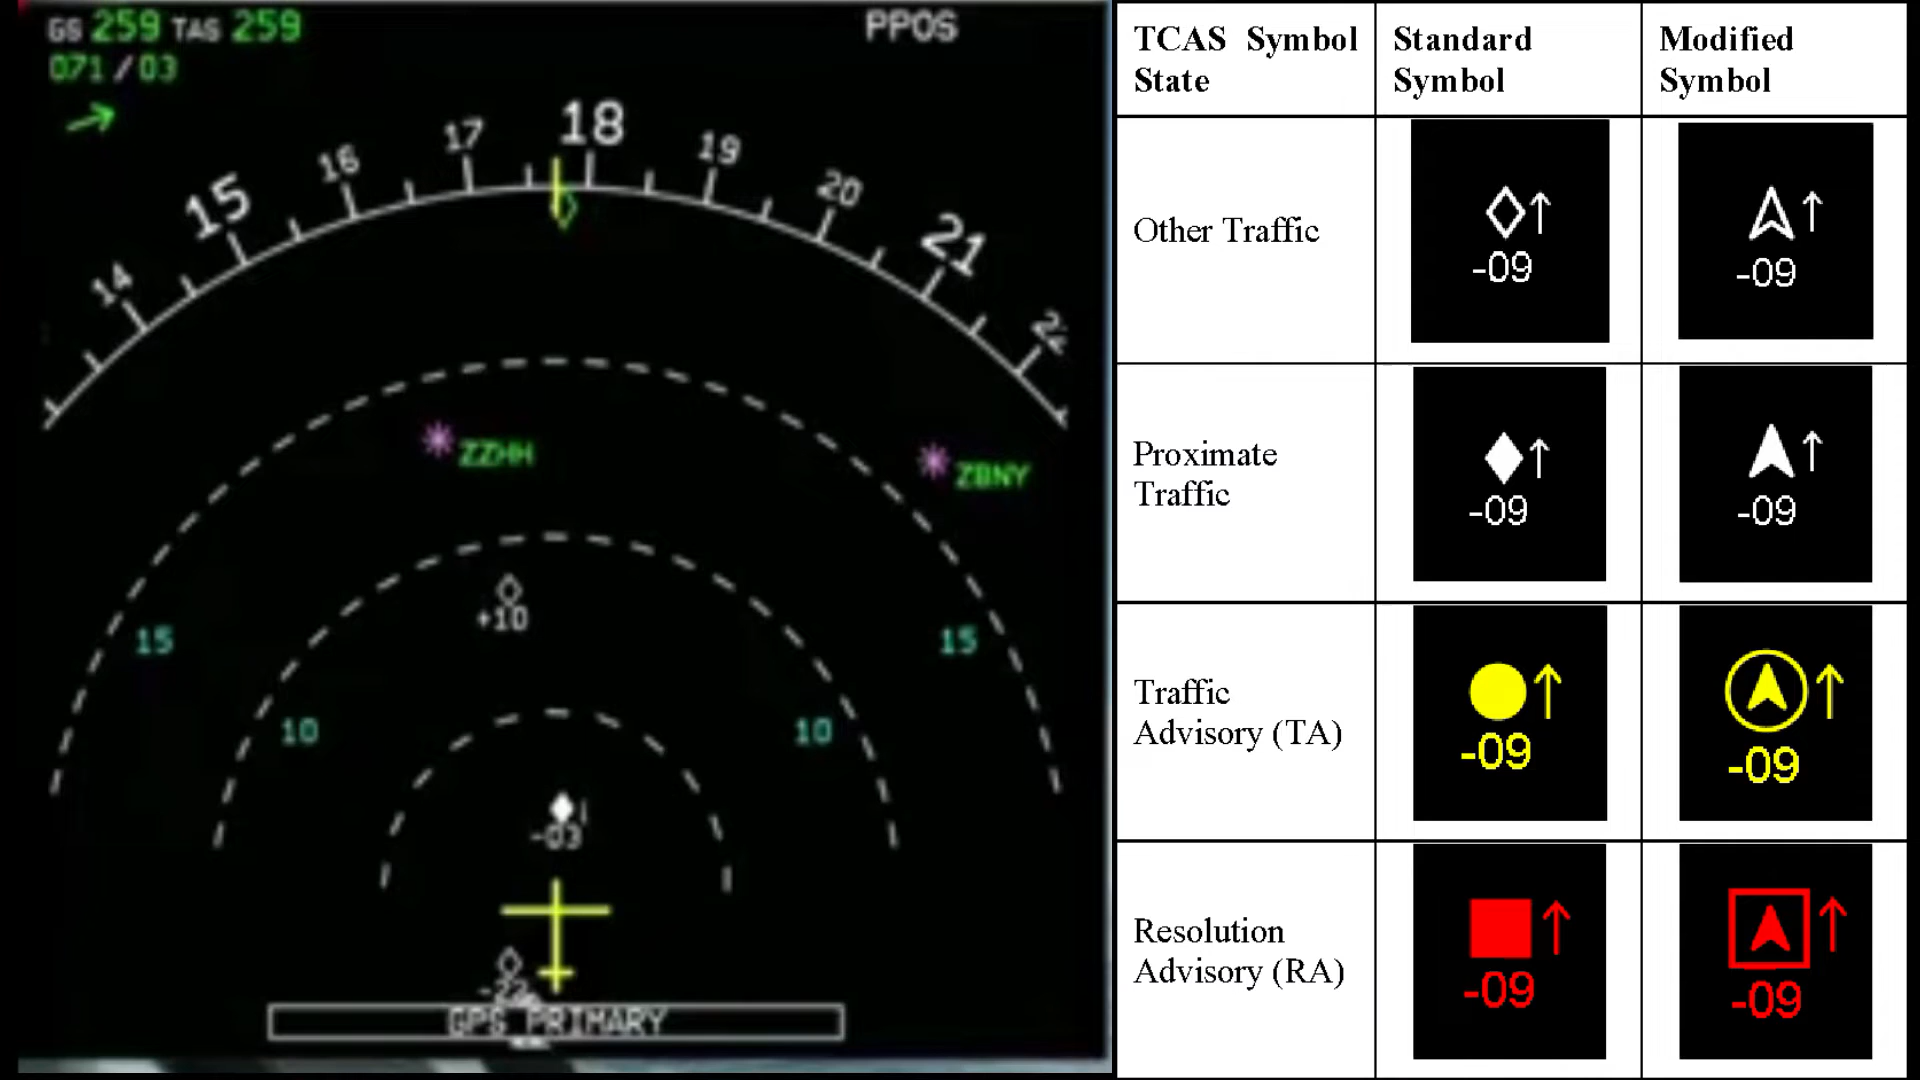 GS 259 TAS 259
071 / 03
PPOS
14 15 16 17 18 19 20 21
ZZHH
ZBNY
+10
15 15
10 10
-03
-22
GPS PRIMARY
TCAS Symbol State
Standard Symbol
Modified Symbol
Other Traffic
-09
-09
Proximate Traffic
-09
-09
Traffic Advisory (TA)
-09
-09
Resolution Advisory (RA)
-09
-09